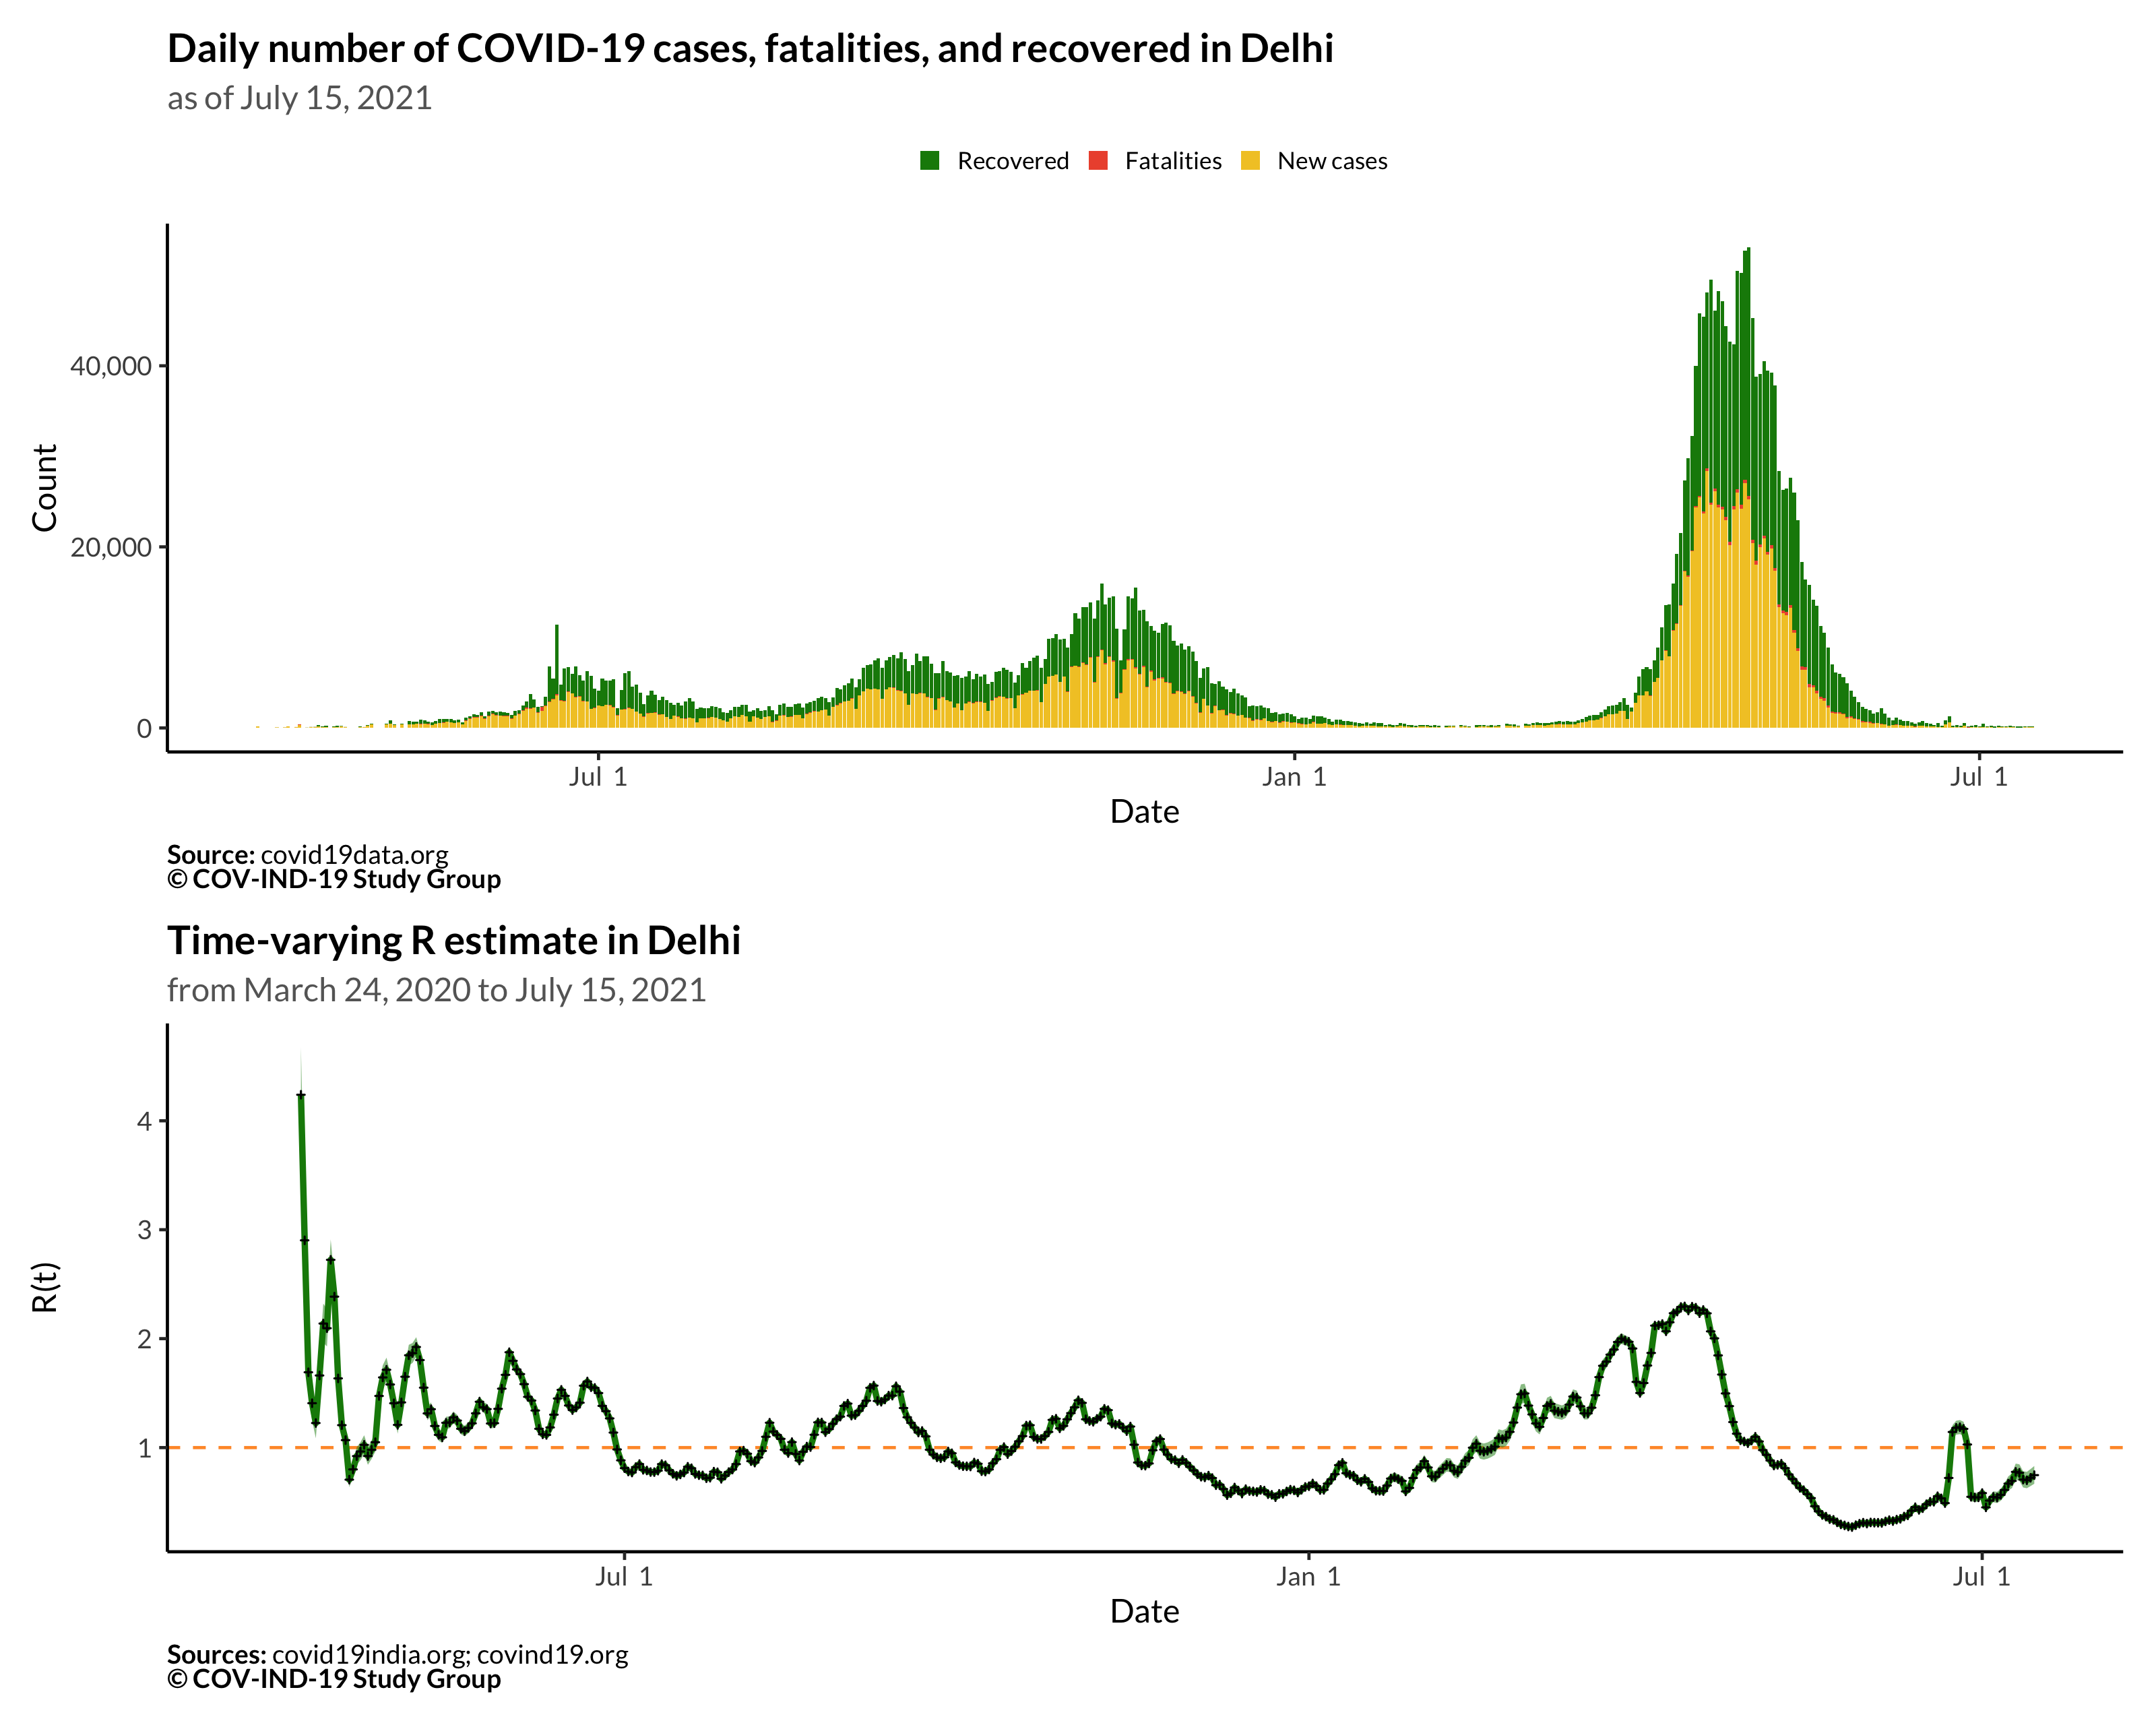 Daily number of COVID-19 cases, fatalities, and recovered in Delhi
as of July 15, 2021
Recovered Fatalities New cases
Count
40,000
20,000
0
Jul 1 Jan 1 Jul 1
Date
Source: covid19data.org
© COV-IND-19 Study Group
Time-varying R estimate in Delhi
from March 24, 2020 to July 15, 2021
R(t)
4
3
2
1
Jul 1 Jan 1 Jul 1
Date
Sources: covid19india.org; covind19.org
© COV-IND-19 Study Group